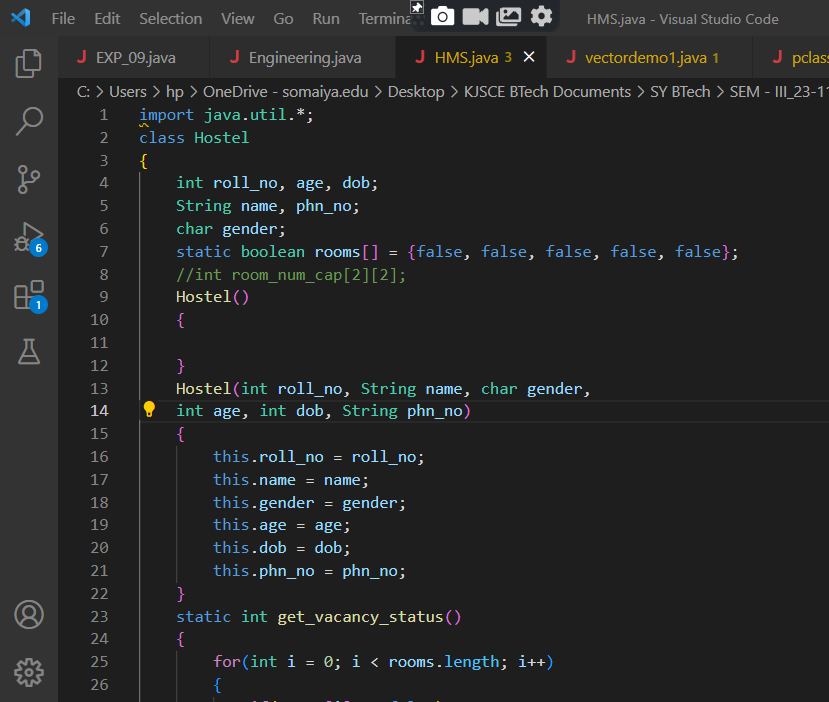 File Edit Selection View Go Run Termina HMS.java - Visual Studio Code
J EXP_09.java J Engineering.java J HMS.java 3 J vectordemo1.java 1 J pclass
C: > Users > hp > OneDrive - somaiya.edu > Desktop > KJSCE BTech Documents > SY BTech > SEM - III_23-11
1 import java.util.*;
2 class Hostel
3 {
4 int roll_no, age, dob;
5 String name, phn_no;
6 char gender;
7 static boolean rooms[] = {false, false, false, false, false};
8 //int room_num_cap[2][2];
9 Hostel()
10 {
11
12 }
13 Hostel(int roll_no, String name, char gender,
14 int age, int dob, String phn_no)
15 {
16 this.roll_no = roll_no;
17 this.name = name;
18 this.gender = gender;
19 this.age = age;
20 this.dob = dob;
21 this.phn_no = phn_no;
22 }
23 static int get_vacancy_status()
24 {
25 for(int i = 0; i < rooms.length; i++)
26 {
6
1